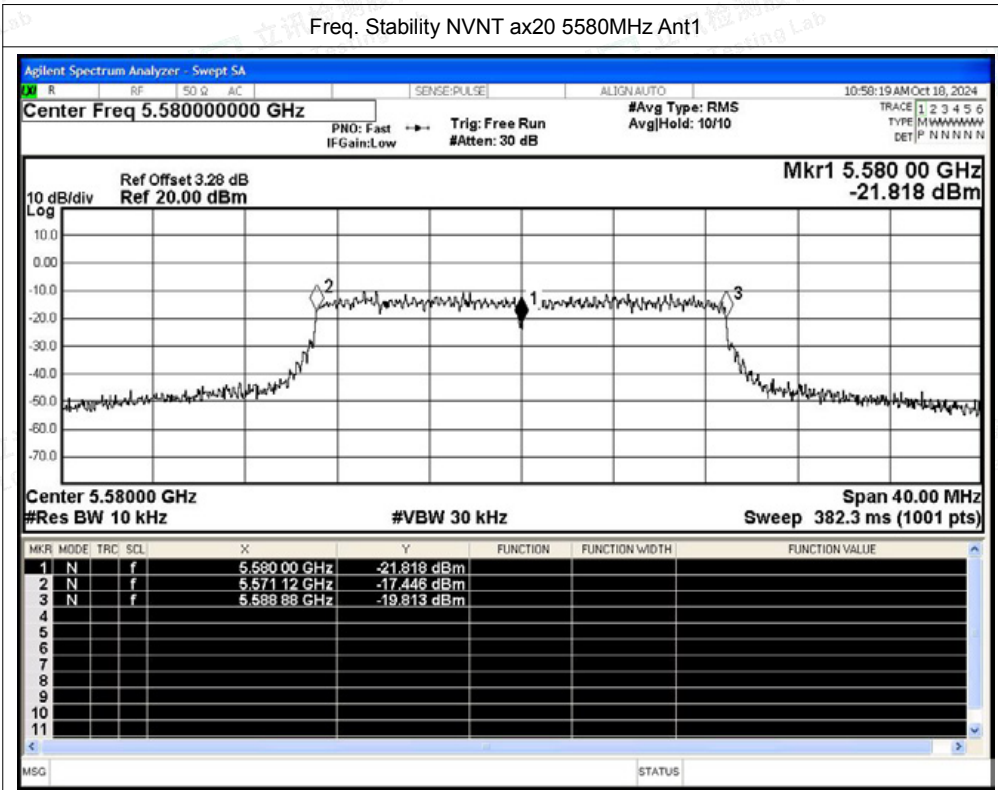 Freq. Stability NVNT ax20 5580MHz Ant1
Agilent Spectrum Analyzer - Swept SA
R RF 50 Ω AC SENSE:PULSE ALIGN AUTO 10:58:19 AM Oct 18, 2024
Center Freq 5.580000000 GHz #Avg Type: RMS TRACE 1 2 3 4 5 6
PNO: Fast Trig: Free Run Avg|Hold: 10/10 TYPE M WWWWW
IFGain:Low #Atten: 30 dB DET P N N N N N
Mkr1 5.580 00 GHz
Ref Offset 3.28 dB
10 dB/div Ref 20.00 dBm -21.818 dBm
Log
10.0
0.00
-10.0
2 1 3
-20.0
-30.0
-40.0
-50.0
-60.0
-70.0
Center 5.58000 GHz Span 40.00 MHz
#Res BW 10 kHz #VBW 30 kHz Sweep 382.3 ms (1001 pts)
MKR MODE TRC SCL X Y FUNCTION FUNCTION WIDTH FUNCTION VALUE
1 N f 5.580 00 GHz -21.818 dBm
2 N f 5.571 12 GHz -17.446 dBm
3 N f 5.588 88 GHz -19.813 dBm
4
5
6
7
8
9
10
11
MSG STATUS